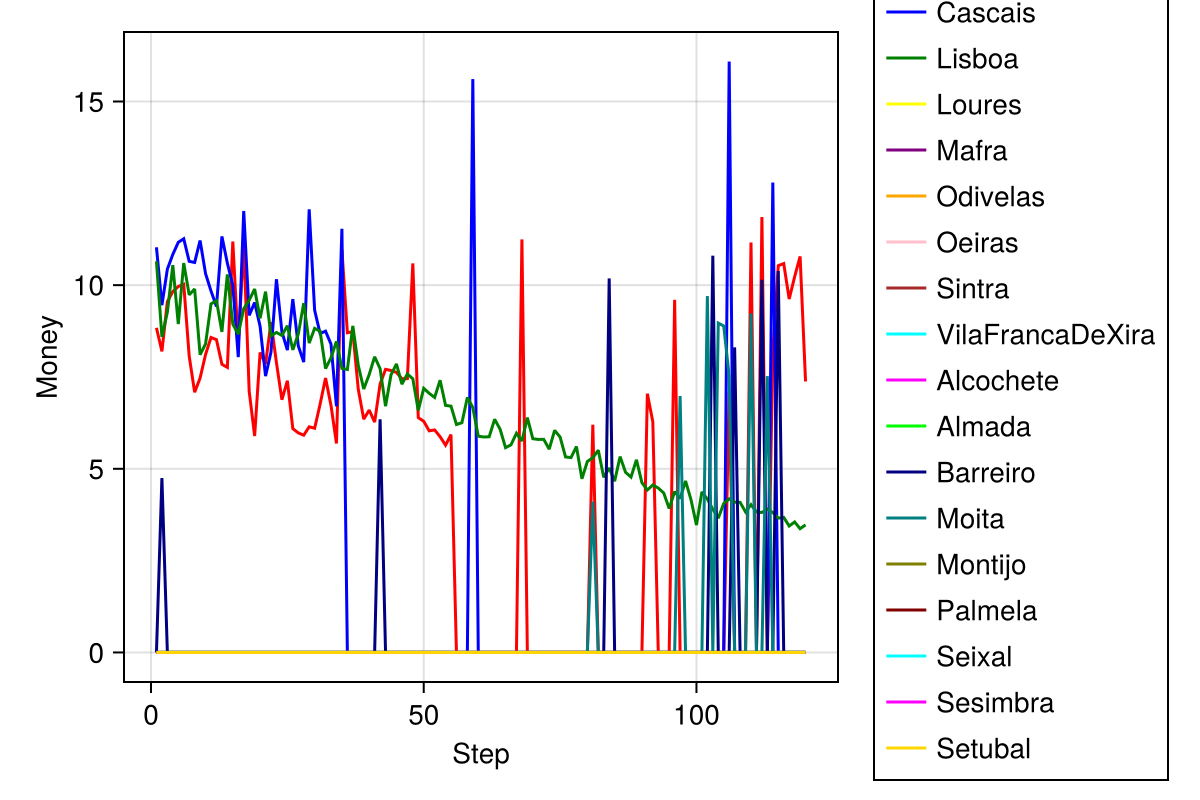 Cascais
Lisboa
Loures
Mafra
Odivelas
Oeiras
Sintra
VilaFrancaDeXira
Alcochete
Almada
Barreiro
Moita
Montijo
Palmela
Seixal
Sesimbra
Setubal
Money
15
10
5
0
0 50 100
Step